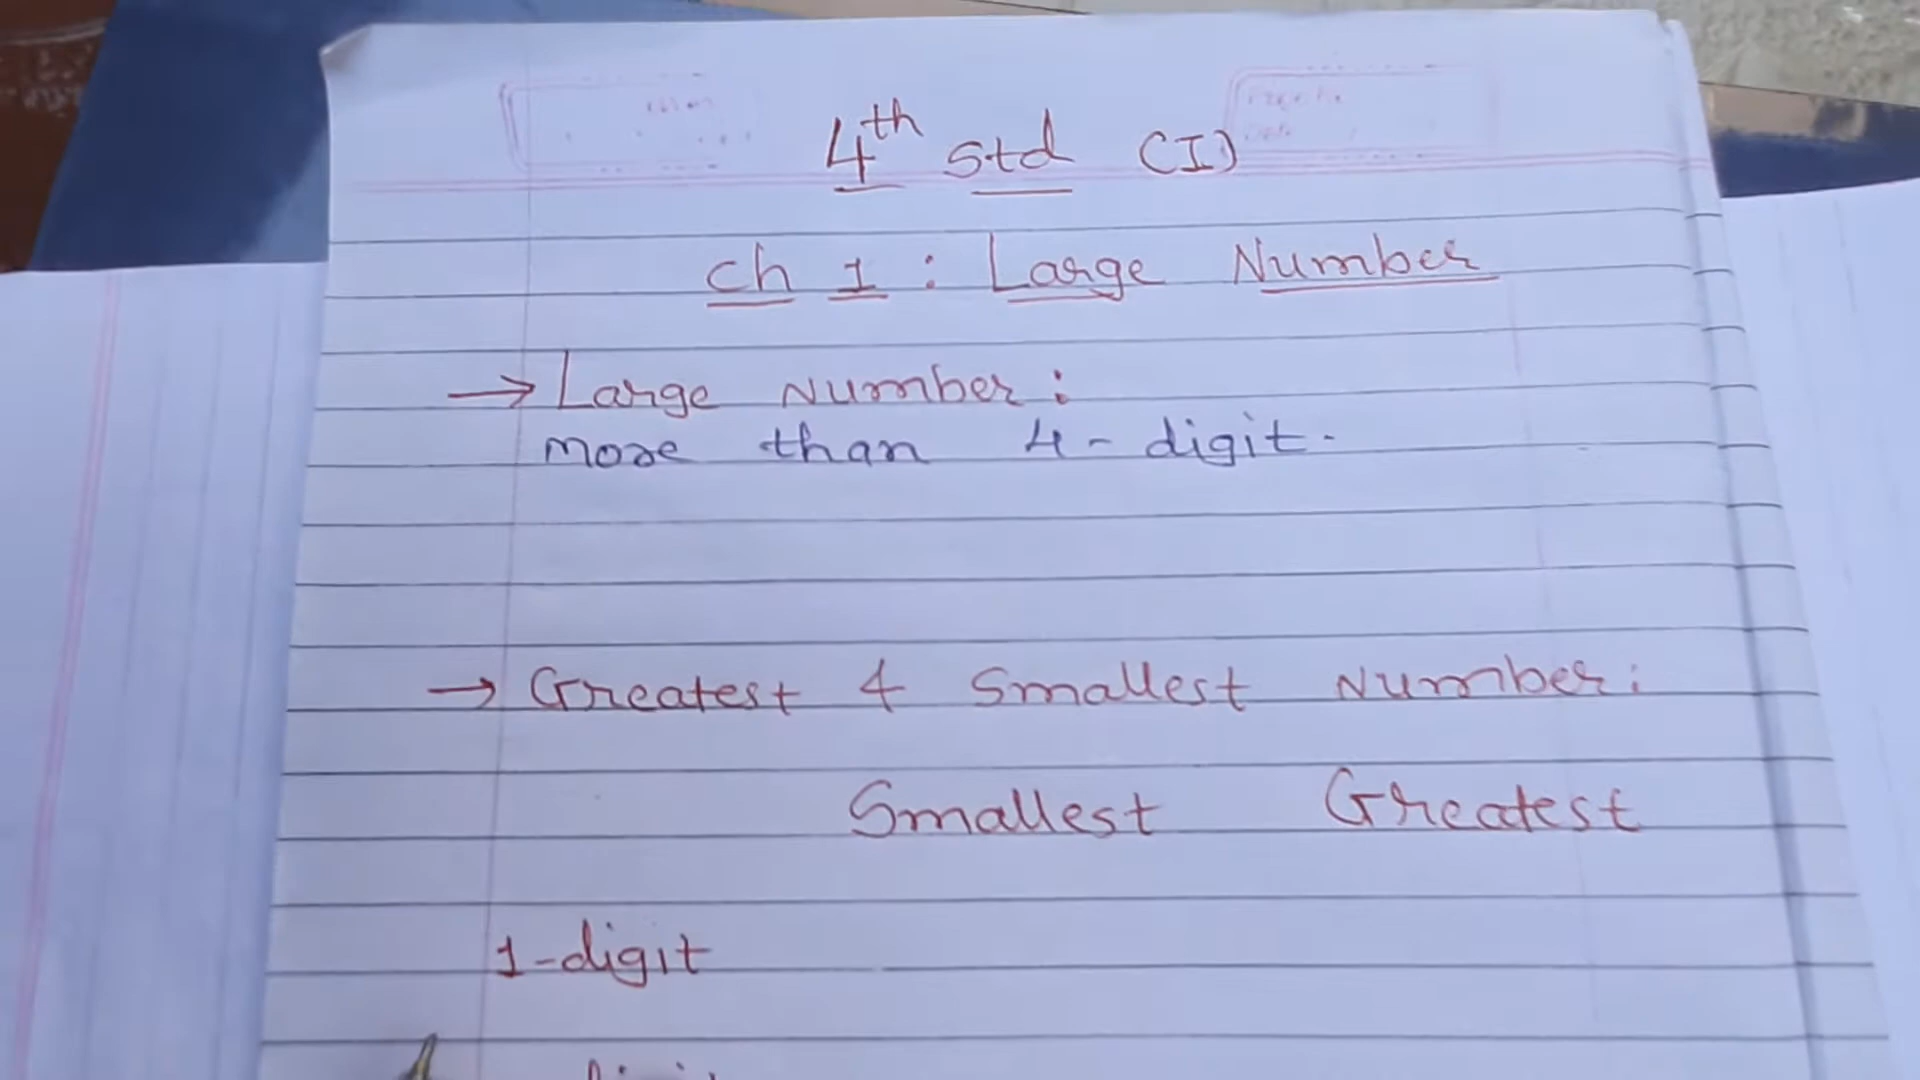 4th std (I)
ch 1 : Large Number
→ Large Number :
more than 4 - digit.
→ Greatest & Smallest Number :
Smallest Greatest
1-digit